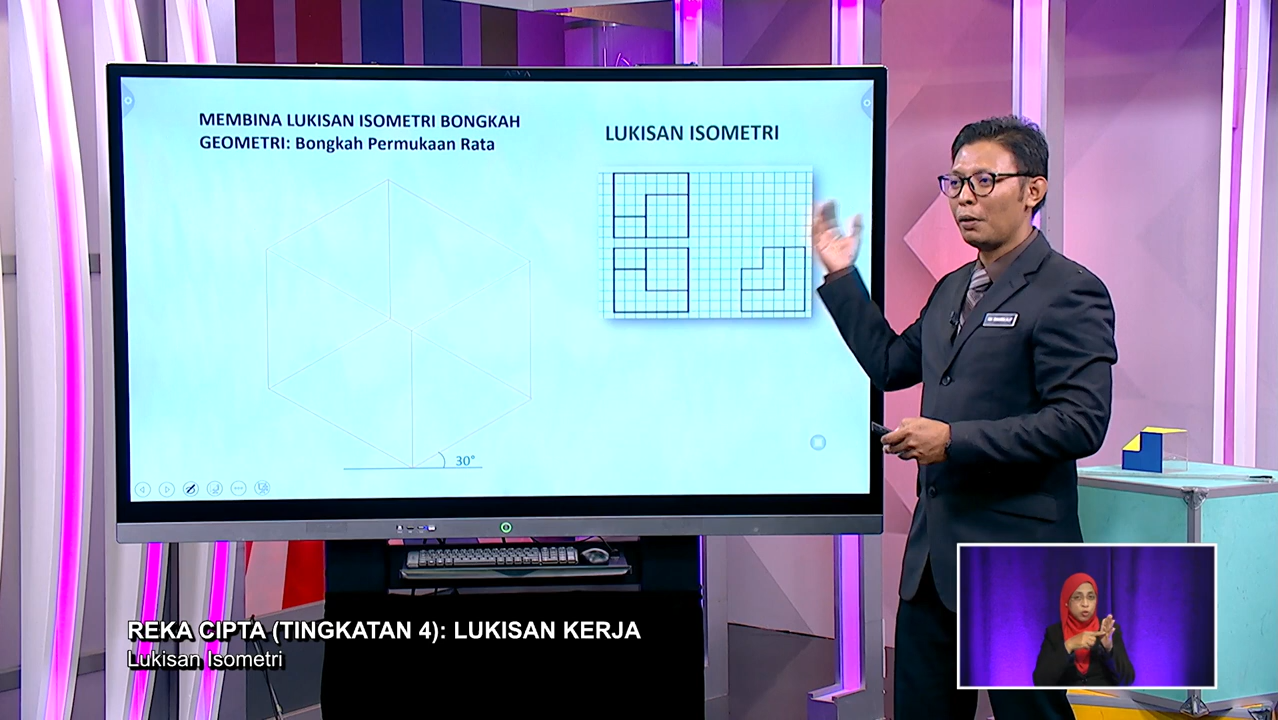 MEMBINA LUKISAN ISOMETRI BONGKAH
GEOMETRI: Bongkah Permukaan Rata
LUKISAN ISOMETRI
30°
REKA CIPTA (TINGKATAN 4): LUKISAN KERJA
Lukisan Isometri